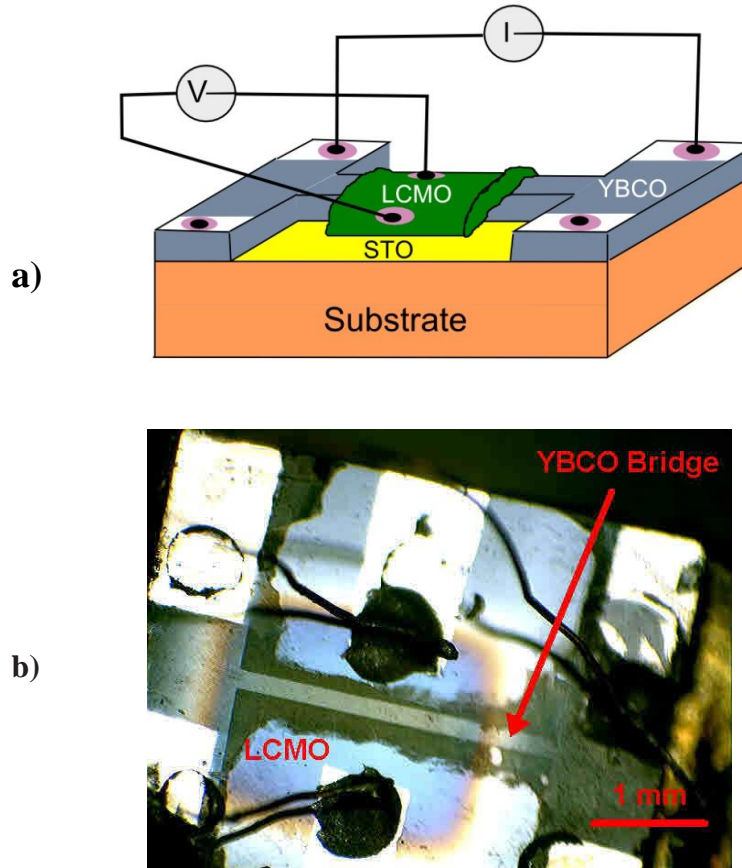 I
V
LCMO
YBCO
STO
a)
Substrate
YBCO Bridge
b)
LCMO
1 mm